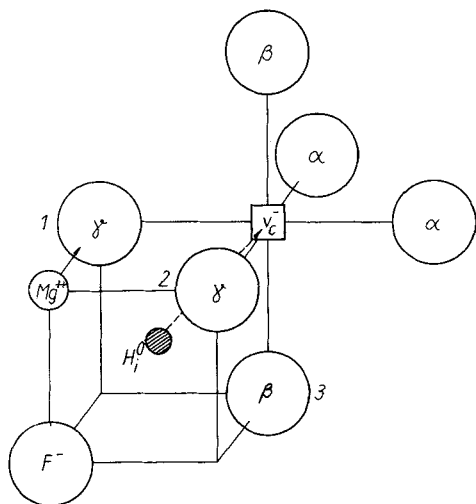 β
α
1 γ V_c^- α
Mg^{++} 2 γ
H_i^0
β 3
F^-